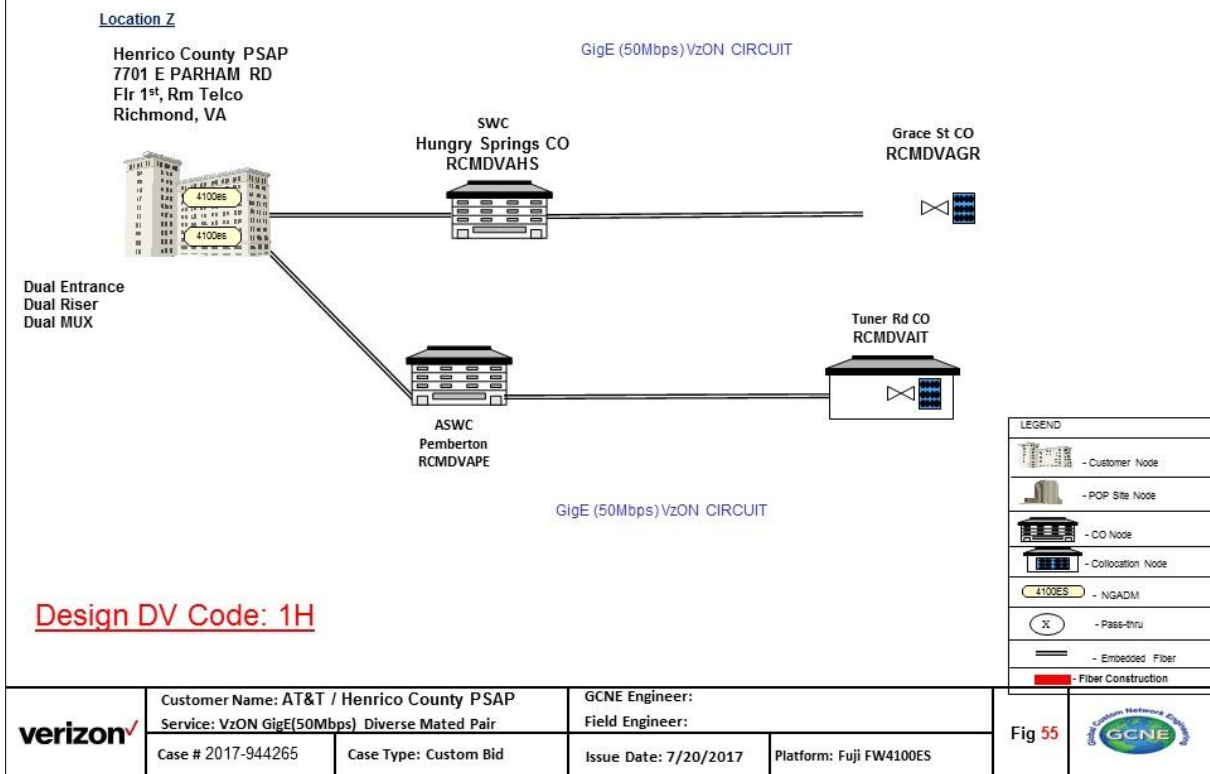 Location Z
Henrico County PSAP
7701 E PARHAM RD
Flr 1st, Rm Telco
Richmond, VA
GigE (50Mbps) VzON CIRCUIT
SWC
Hungry Springs CO
RCMDVAHS
Grace St CO
RCMDVAGR
4100es
4100es
Dual Entrance
Dual Riser
Dual MUX
Tuner Rd CO
RCMDVAIT
ASWC
Pemberton
RCMDVAPE
GigE (50Mbps) VzON CIRCUIT
Design DV Code: 1H
LEGEND
- Customer Node
- POP Site Node
- CO Node
- Collocation Node
4100ES - NGADM
X - Pass-thru
- Embedded Fiber
- Fiber Construction
verizon✓
Customer Name: AT&T / Henrico County PSAP
Service: VzON GigE(50Mbps) Diverse Mated Pair
Case # 2017-944265
Case Type: Custom Bid
GCNE Engineer:
Field Engineer:
Issue Date: 7/20/2017
Platform: Fuji FW4100ES
Fig 55
Global Custom Network Engineering
GCNE